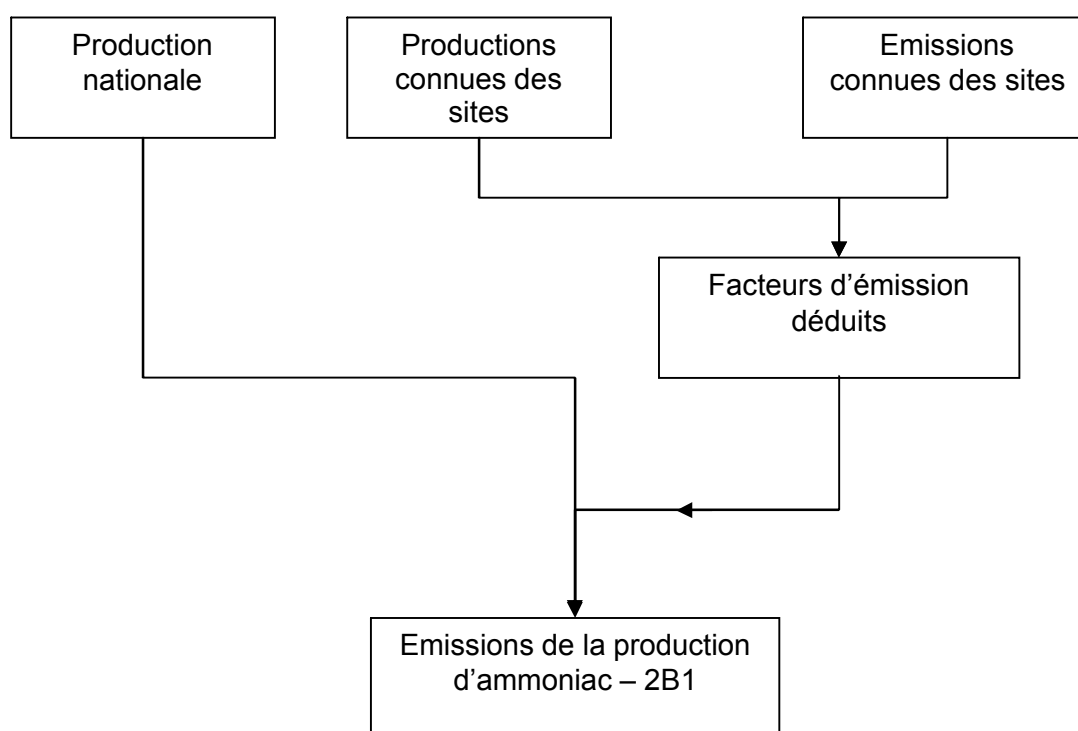 Production
nationale
Productions
connues des
sites
Emissions
connues des sites
Facteurs d’émission
déduits
Emissions de la production
d’ammoniac – 2B1